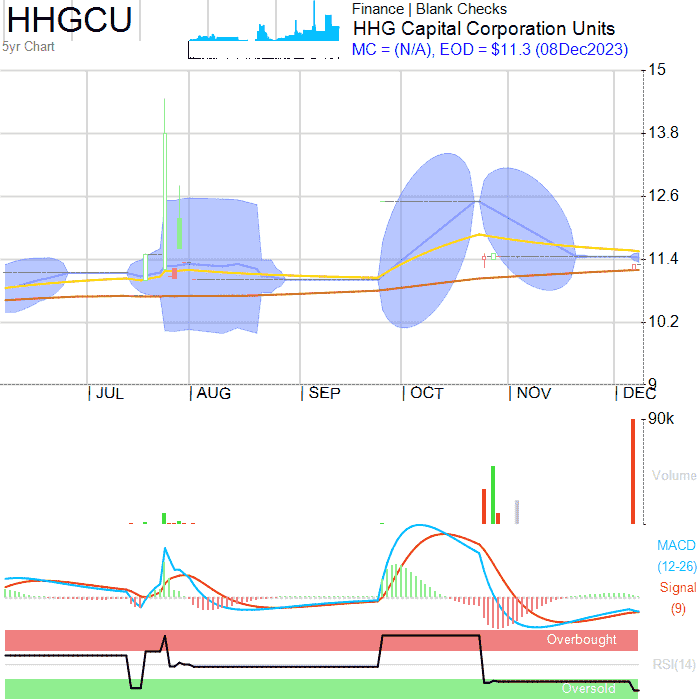 HHGCU
5yr Chart
Finance | Blank Checks
HHG Capital Corporation Units
MC = (N/A), EOD = $11.3 (08Dec2023)
15
13.8
12.6
11.4
10.2
9
JUL
AUG
SEP
OCT
NOV
DEC
90k
Volume
MACD
(12-26)
Signal
(9)
Overbought
RSI(14)
Oversold